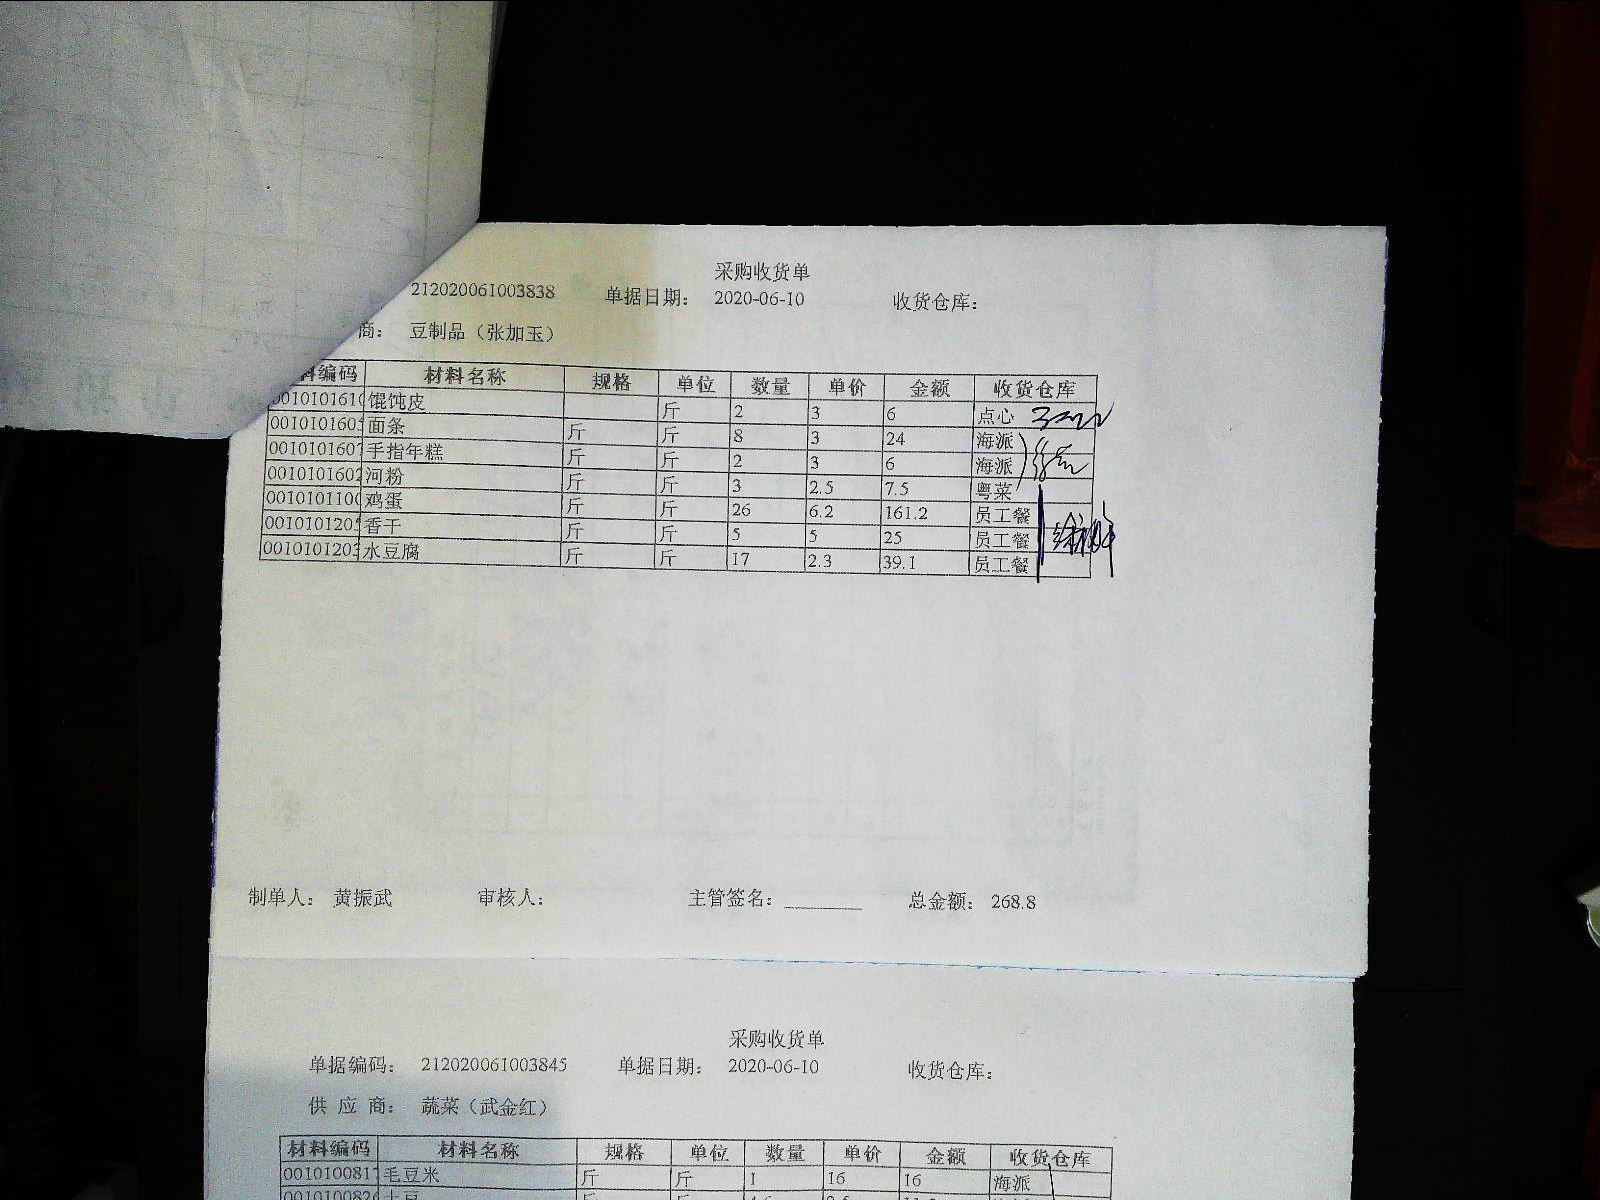 采购收货单
212020061003838 单据日期： 2020-06-10 收货仓库：
商： 豆制品（张加玉）
料编码 材料名称 规格 单位 数量 单价 金额 收货仓库
0010101610 馄饨皮 斤 2 3 6 点心
001010160 面条 斤 斤 8 3 24 海派
001010160 手指年糕 斤 斤 2 3 6 海派
001010160 河粉 斤 斤 3 2.5 7.5 粤菜
001010110 鸡蛋 斤 斤 26 6.2 161.2 员工餐
001010120 香干 斤 斤 5 5 25 员工餐
001010120 水豆腐 斤 斤 17 2.3 39.1 员工餐
制单人： 黄振武 审核人： 主管签名：________ 总金额： 268.8
采购收货单
单据编码： 212020061003845 单据日期： 2020-06-10 收货仓库：
供 应 商： 蔬菜（武金红）
材料编码 材料名称 规格 单位 数量 单价 金额 收货仓库
001010081 毛豆米 斤 斤 1 16 16 海派